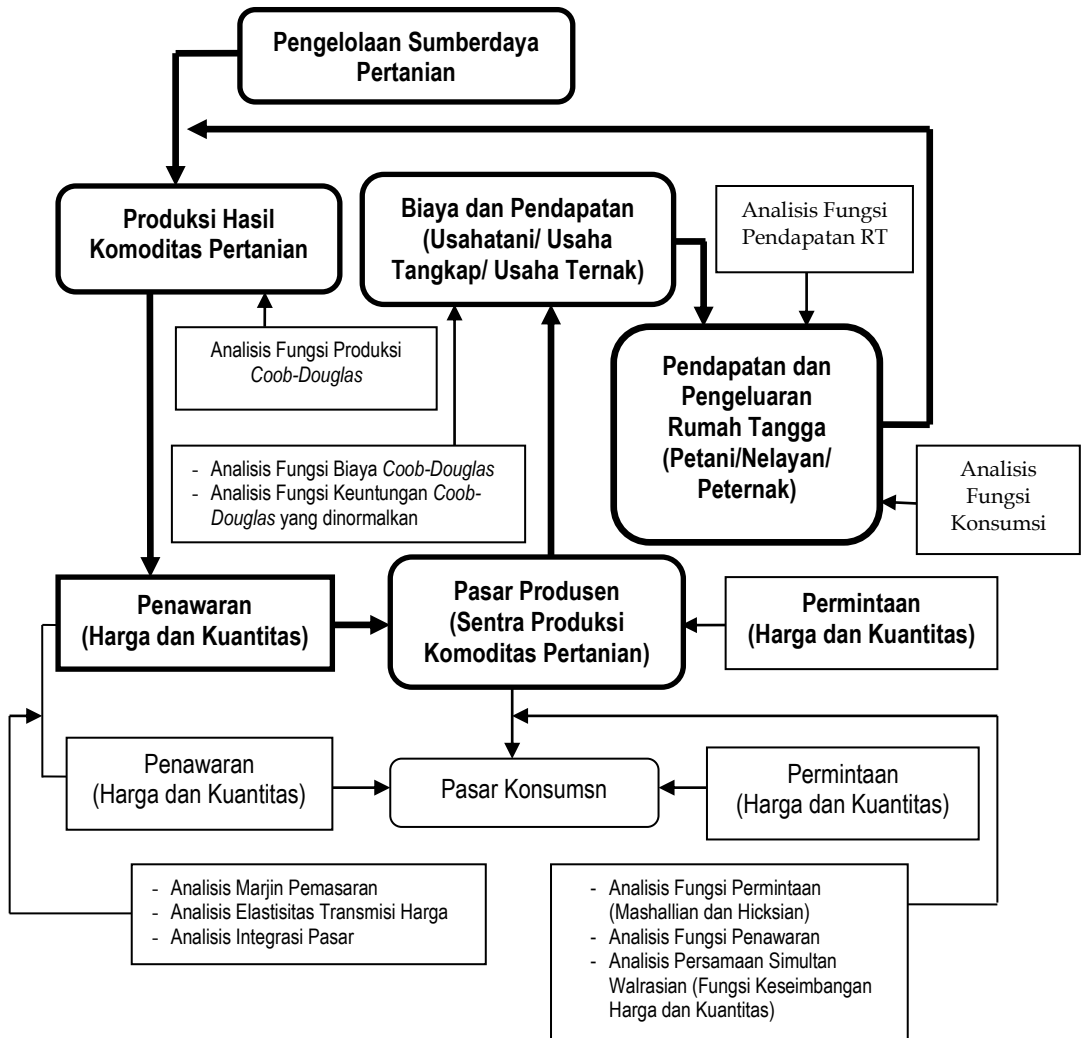 Pengelolaan Sumberdaya
Pertanian
Produksi Hasil
Komoditas Pertanian
Biaya dan Pendapatan
(Usahatani/ Usaha
Tangkap/ Usaha Ternak)
Analisis Fungsi
Pendapatan RT
Analisis Fungsi Produksi
Coob-Douglas
Pendapatan dan
Pengeluaran
Rumah Tangga
(Petani/Nelayan/
Peternak)
- Analisis Fungsi Biaya Coob-Douglas
- Analisis Fungsi Keuntungan Coob-
Douglas yang dinormalkan
Analisis
Fungsi
Konsumsi
Penawaran
(Harga dan Kuantitas)
Pasar Produsen
(Sentra Produksi
Komoditas Pertanian)
Permintaan
(Harga dan Kuantitas)
Penawaran
(Harga dan Kuantitas)
Pasar Konsumsn
Permintaan
(Harga dan Kuantitas)
- Analisis Marjin Pemasaran
- Analisis Elastisitas Transmisi Harga
- Analisis Integrasi Pasar
- Analisis Fungsi Permintaan
(Mashallian dan Hicksian)
- Analisis Fungsi Penawaran
- Analisis Persamaan Simultan
Walrasian (Fungsi Keseimbangan
Harga dan Kuantitas)